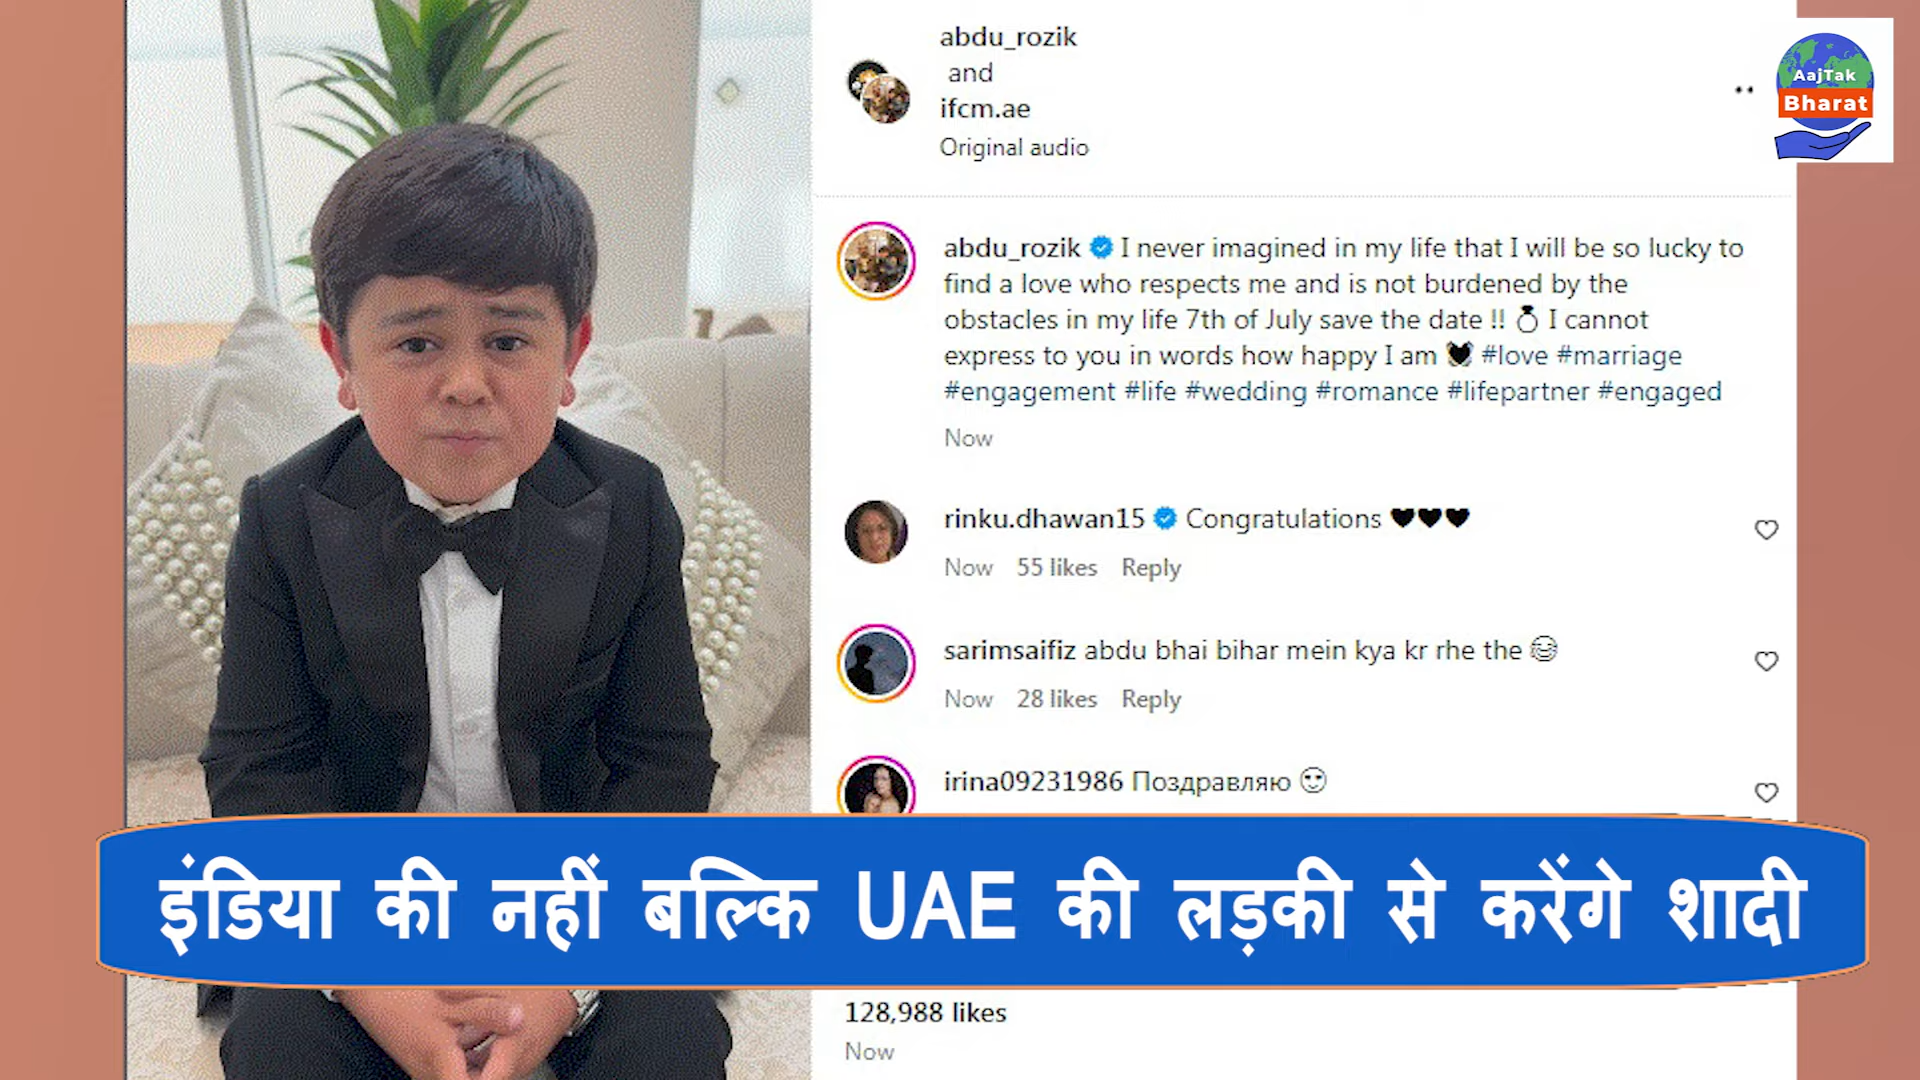 abdu_rozik
and
ifcm.ae
Original audio
AajTak
Bharat
abdu_rozik I never imagined in my life that I will be so lucky to
find a love who respects me and is not burdened by the
obstacles in my life 7th of July save the date !! 💍 I cannot
express to you in words how happy I am 💓 #love #marriage
#engagement #life #wedding #romance #lifepartner #engaged
Now
rinku.dhawan15 Congratulations ♥♥♥
Now 55 likes Reply
sarimsaifiz abdu bhai bihar mein kya kr rhe the 😂
Now 28 likes Reply
irina09231986 Поздравляю 🙂
इंडिया की नहीं बल्कि UAE की लड़की से करेंगे शादी
128,988 likes
Now